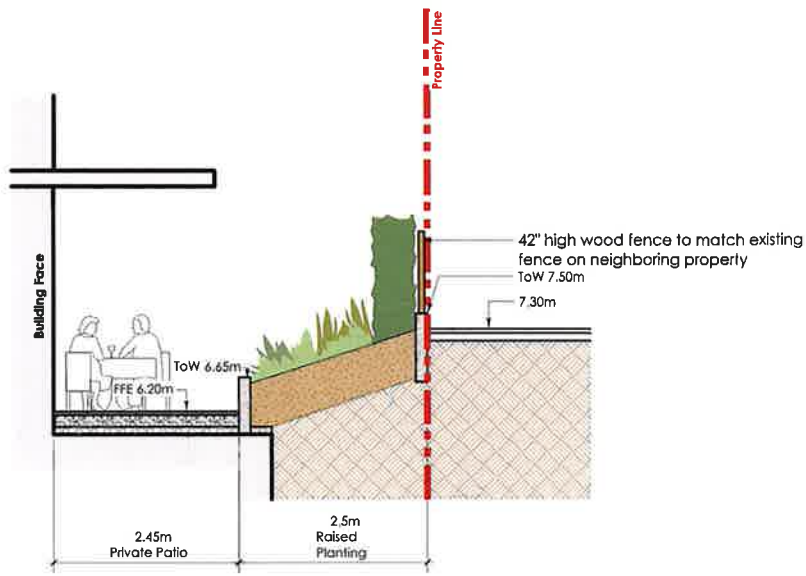 Property Line
42" high wood fence to match existing
fence on neighboring property
ToW 7.50m
7.30m
Building Face
ToW 6.65m
FFE 6.20m
2.45m
Private Patio
2.5m
Raised
Planting